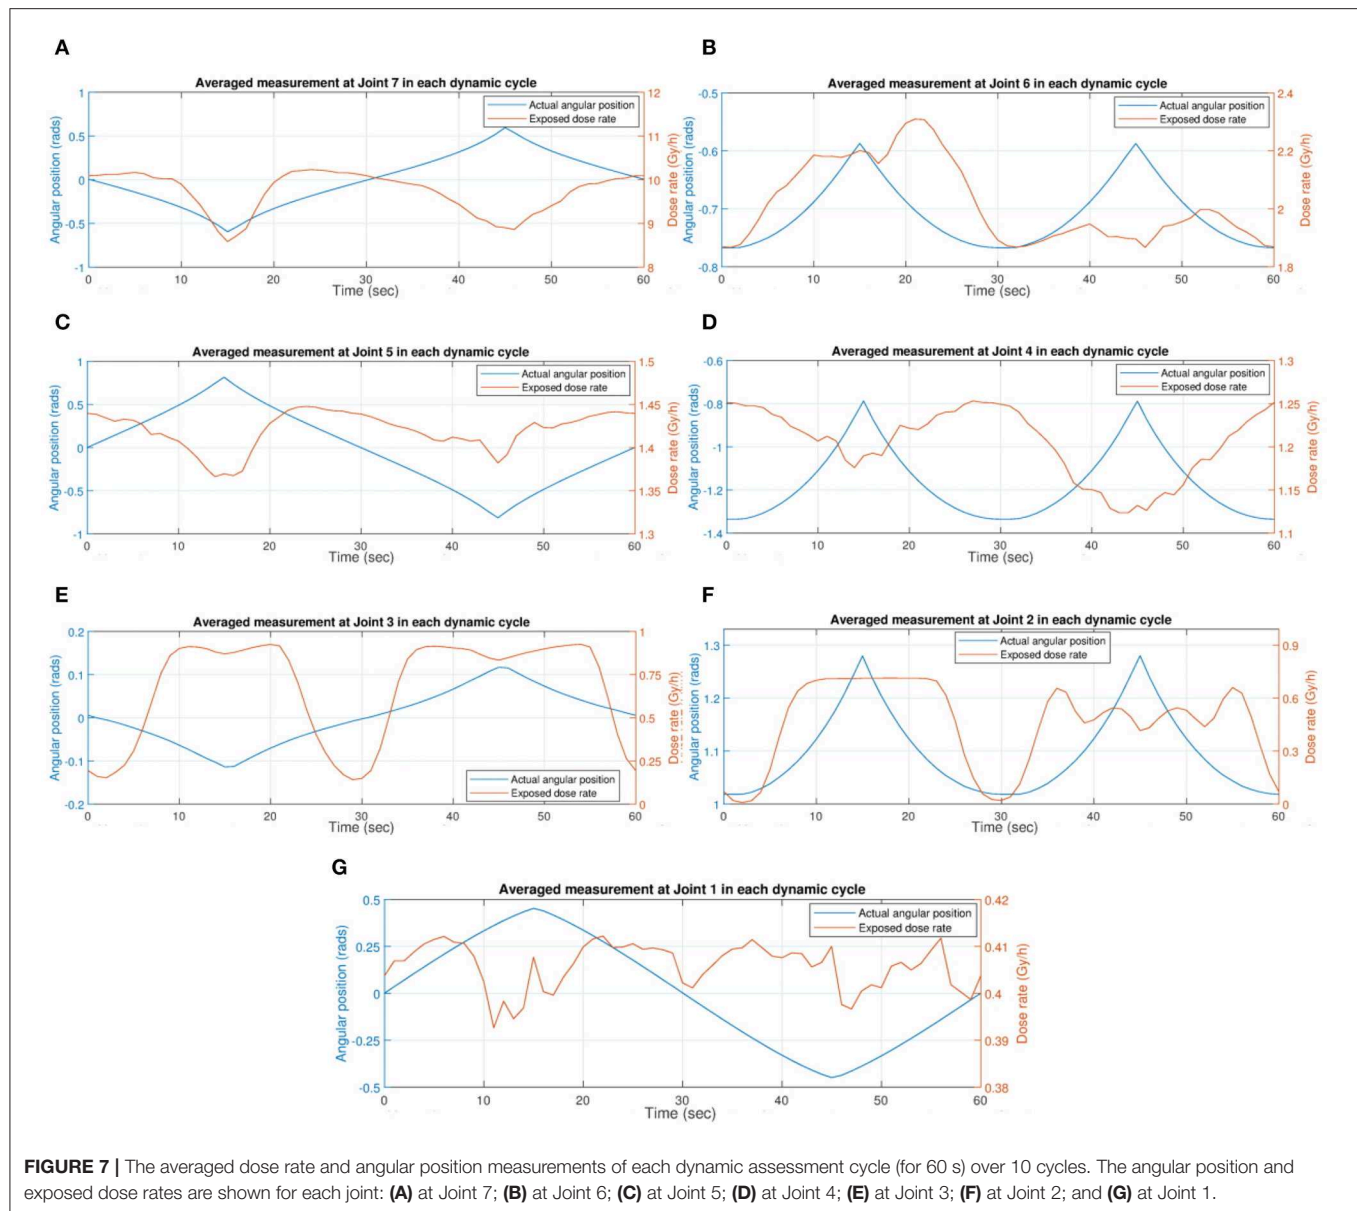 A
Averaged measurement at Joint 7 in each dynamic cycle
Actual angular position
Exposed dose rate
Angular position (rads)
1
0.5
0
-0.5
-1
Dose rate (Gy/h)
12
11
10
9
8
0 10 20 30 40 50 60
Time (sec)
B
Averaged measurement at Joint 6 in each dynamic cycle
Actual angular position
Exposed dose rate
Angular position (rads)
-0.5
-0.6
-0.7
-0.8
Dose rate (Gy/h)
2.4
2.2
2
1.8
0 10 20 30 40 50 60
Time (sec)
C
Averaged measurement at Joint 5 in each dynamic cycle
Actual angular position
Exposed dose rate
Angular position (rads)
1
0.5
0
-0.5
-1
Dose rate (Gy/h)
1.5
1.45
1.4
1.35
1.3
0 10 20 30 40 50 60
Time (sec)
D
Averaged measurement at Joint 4 in each dynamic cycle
Actual angular position
Exposed dose rate
Angular position (rads)
-0.6
-0.8
-1
-1.2
-1.4
Dose rate (Gy/h)
1.3
1.25
1.2
1.15
1.1
0 10 20 30 40 50 60
Time (sec)
E
Averaged measurement at Joint 3 in each dynamic cycle
Actual angular position
Exposed dose rate
Angular position (rads)
0.2
0.1
0
-0.1
-0.2
Dose rate (Gy/h)
1
0.75
0.5
0.25
0
0 10 20 30 40 50 60
Time (sec)
F
Averaged measurement at Joint 2 in each dynamic cycle
Actual angular position
Exposed dose rate
Angular position (rads)
1.3
1.2
1.1
1
Dose rate (Gy/h)
0.9
0.6
0.3
0
0 10 20 30 40 50 60
Time (sec)
G
Averaged measurement at Joint 1 in each dynamic cycle
Actual angular position
Exposed dose rate
Angular position (rads)
0.5
0.25
0
-0.25
-0.5
Dose rate (Gy/h)
0.42
0.41
0.4
0.39
0.38
0 10 20 30 40 50 60
Time (sec)
FIGURE 7 | The averaged dose rate and angular position measurements of each dynamic assessment cycle (for 60 s) over 10 cycles. The angular position and
exposed dose rates are shown for each joint: (A) at Joint 7; (B) at Joint 6; (C) at Joint 5; (D) at Joint 4; (E) at Joint 3; (F) at Joint 2; and (G) at Joint 1.